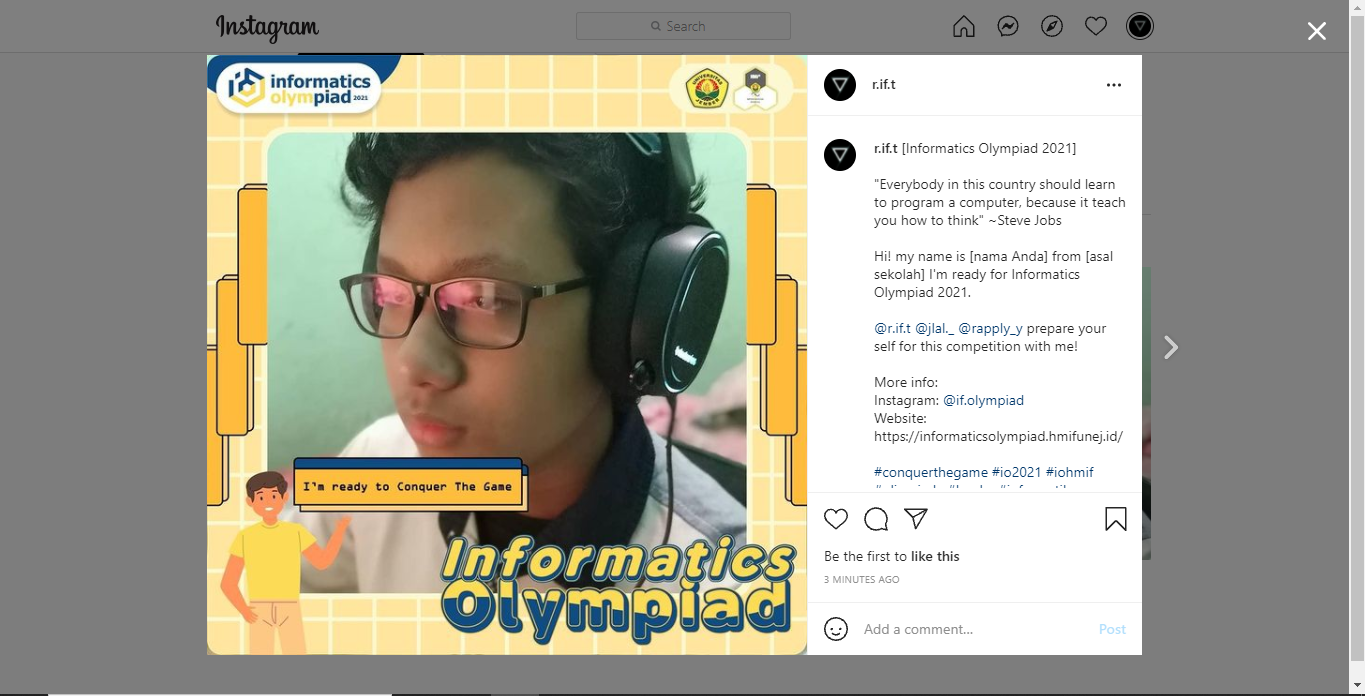 Instagram
Search
informatics
olympiad 2021
UNIVERSITAS
JEMBER
r.if.t
r.if.t [Informatics Olympiad 2021]
"Everybody in this country should learn
to program a computer, because it teach
you how to think" ~Steve Jobs
Hi! my name is [nama Anda] from [asal
sekolah] I'm ready for Informatics
Olympiad 2021.
@r.if.t @jlal._ @rapply_y prepare your
self for this competition with me!
More info:
Instagram: @if.olympiad
Website:
https://informaticsolympiad.hmifunej.id/
#conquerthegame #io2021 #iohmif
I'm ready to Conquer The Game
Informatics
Olympiad
Be the first to like this
3 MINUTES AGO
Add a comment...
Post